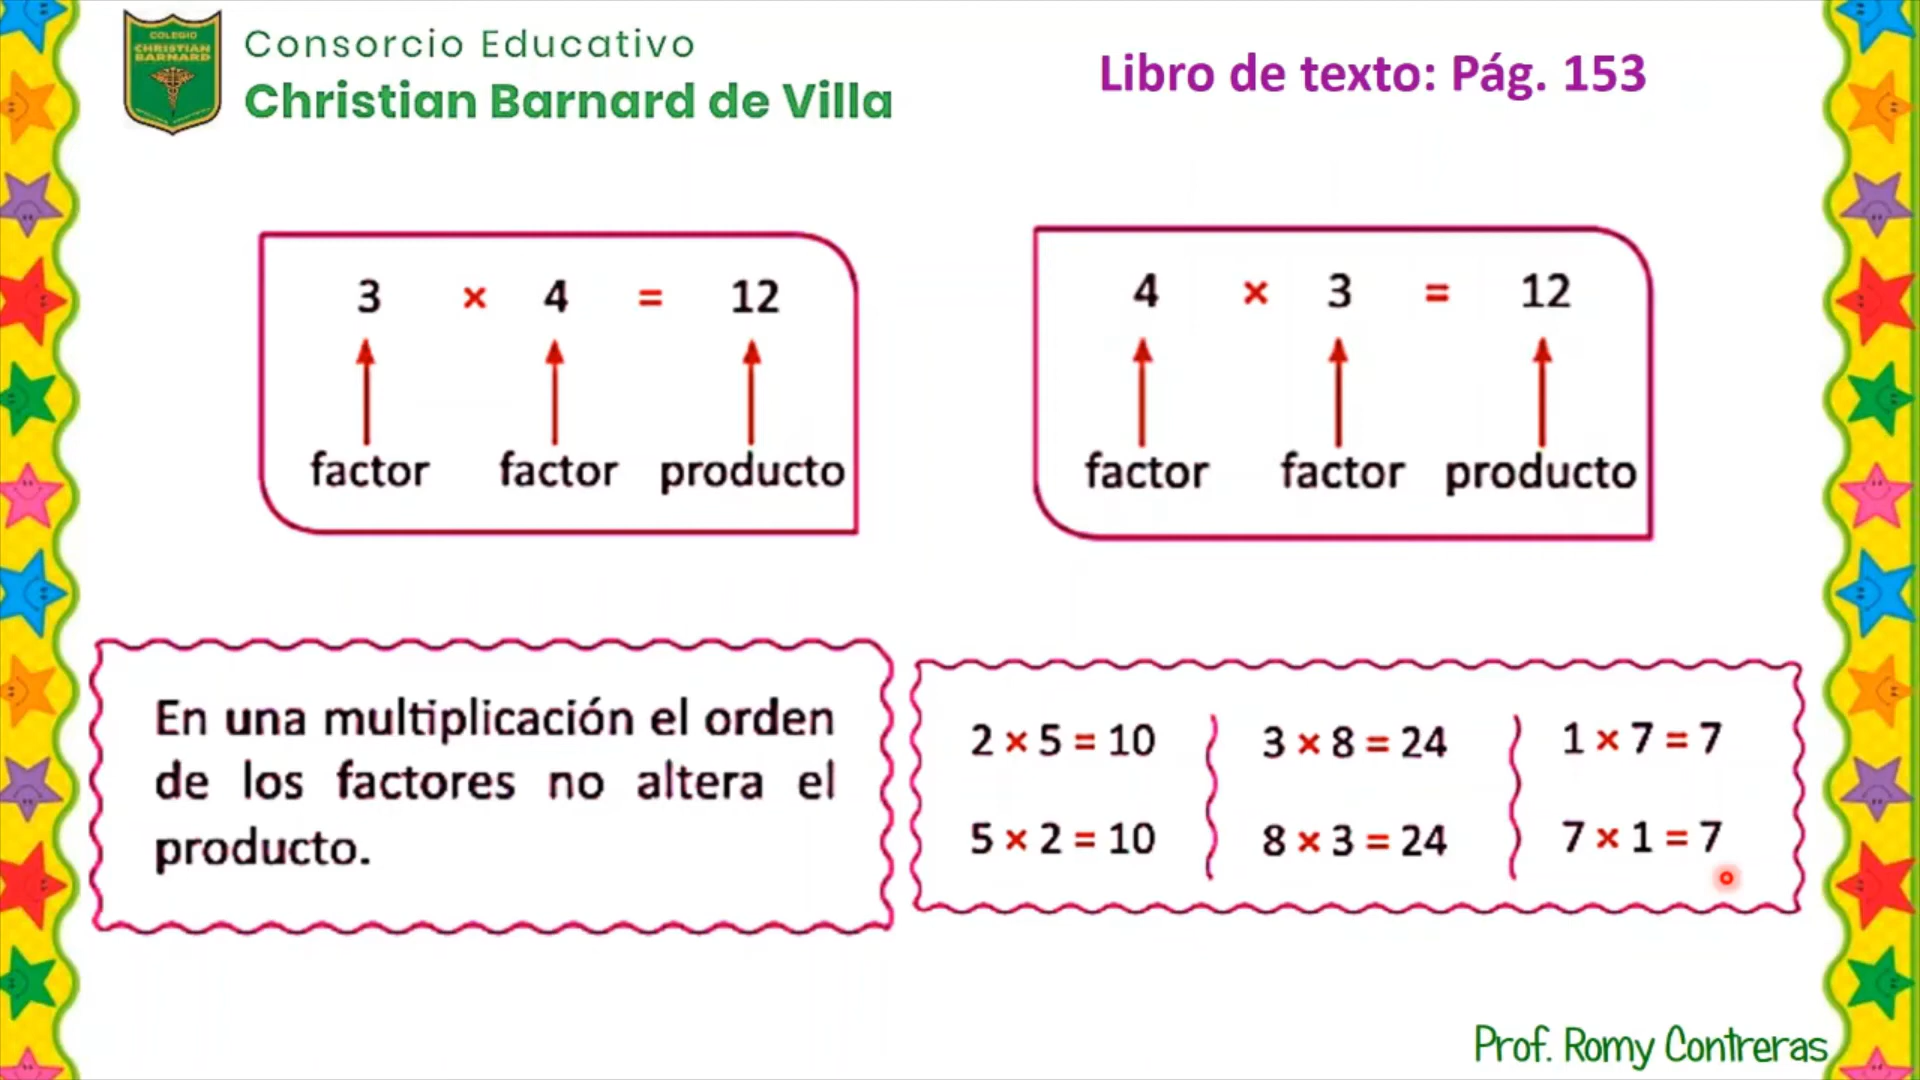 COLEGIO
CHRISTIAN
BARNARD
Consorcio Educativo
Christian Barnard de Villa
Libro de texto: Pág. 153
3 × 4 = 12
factor factor producto
4 × 3 = 12
factor factor producto
En una multiplicación el orden
de los factores no altera el
producto.
2 × 5 = 10
5 × 2 = 10
3 × 8 = 24
8 × 3 = 24
1 × 7 = 7
7 × 1 = 7
Prof. Romy Contreras